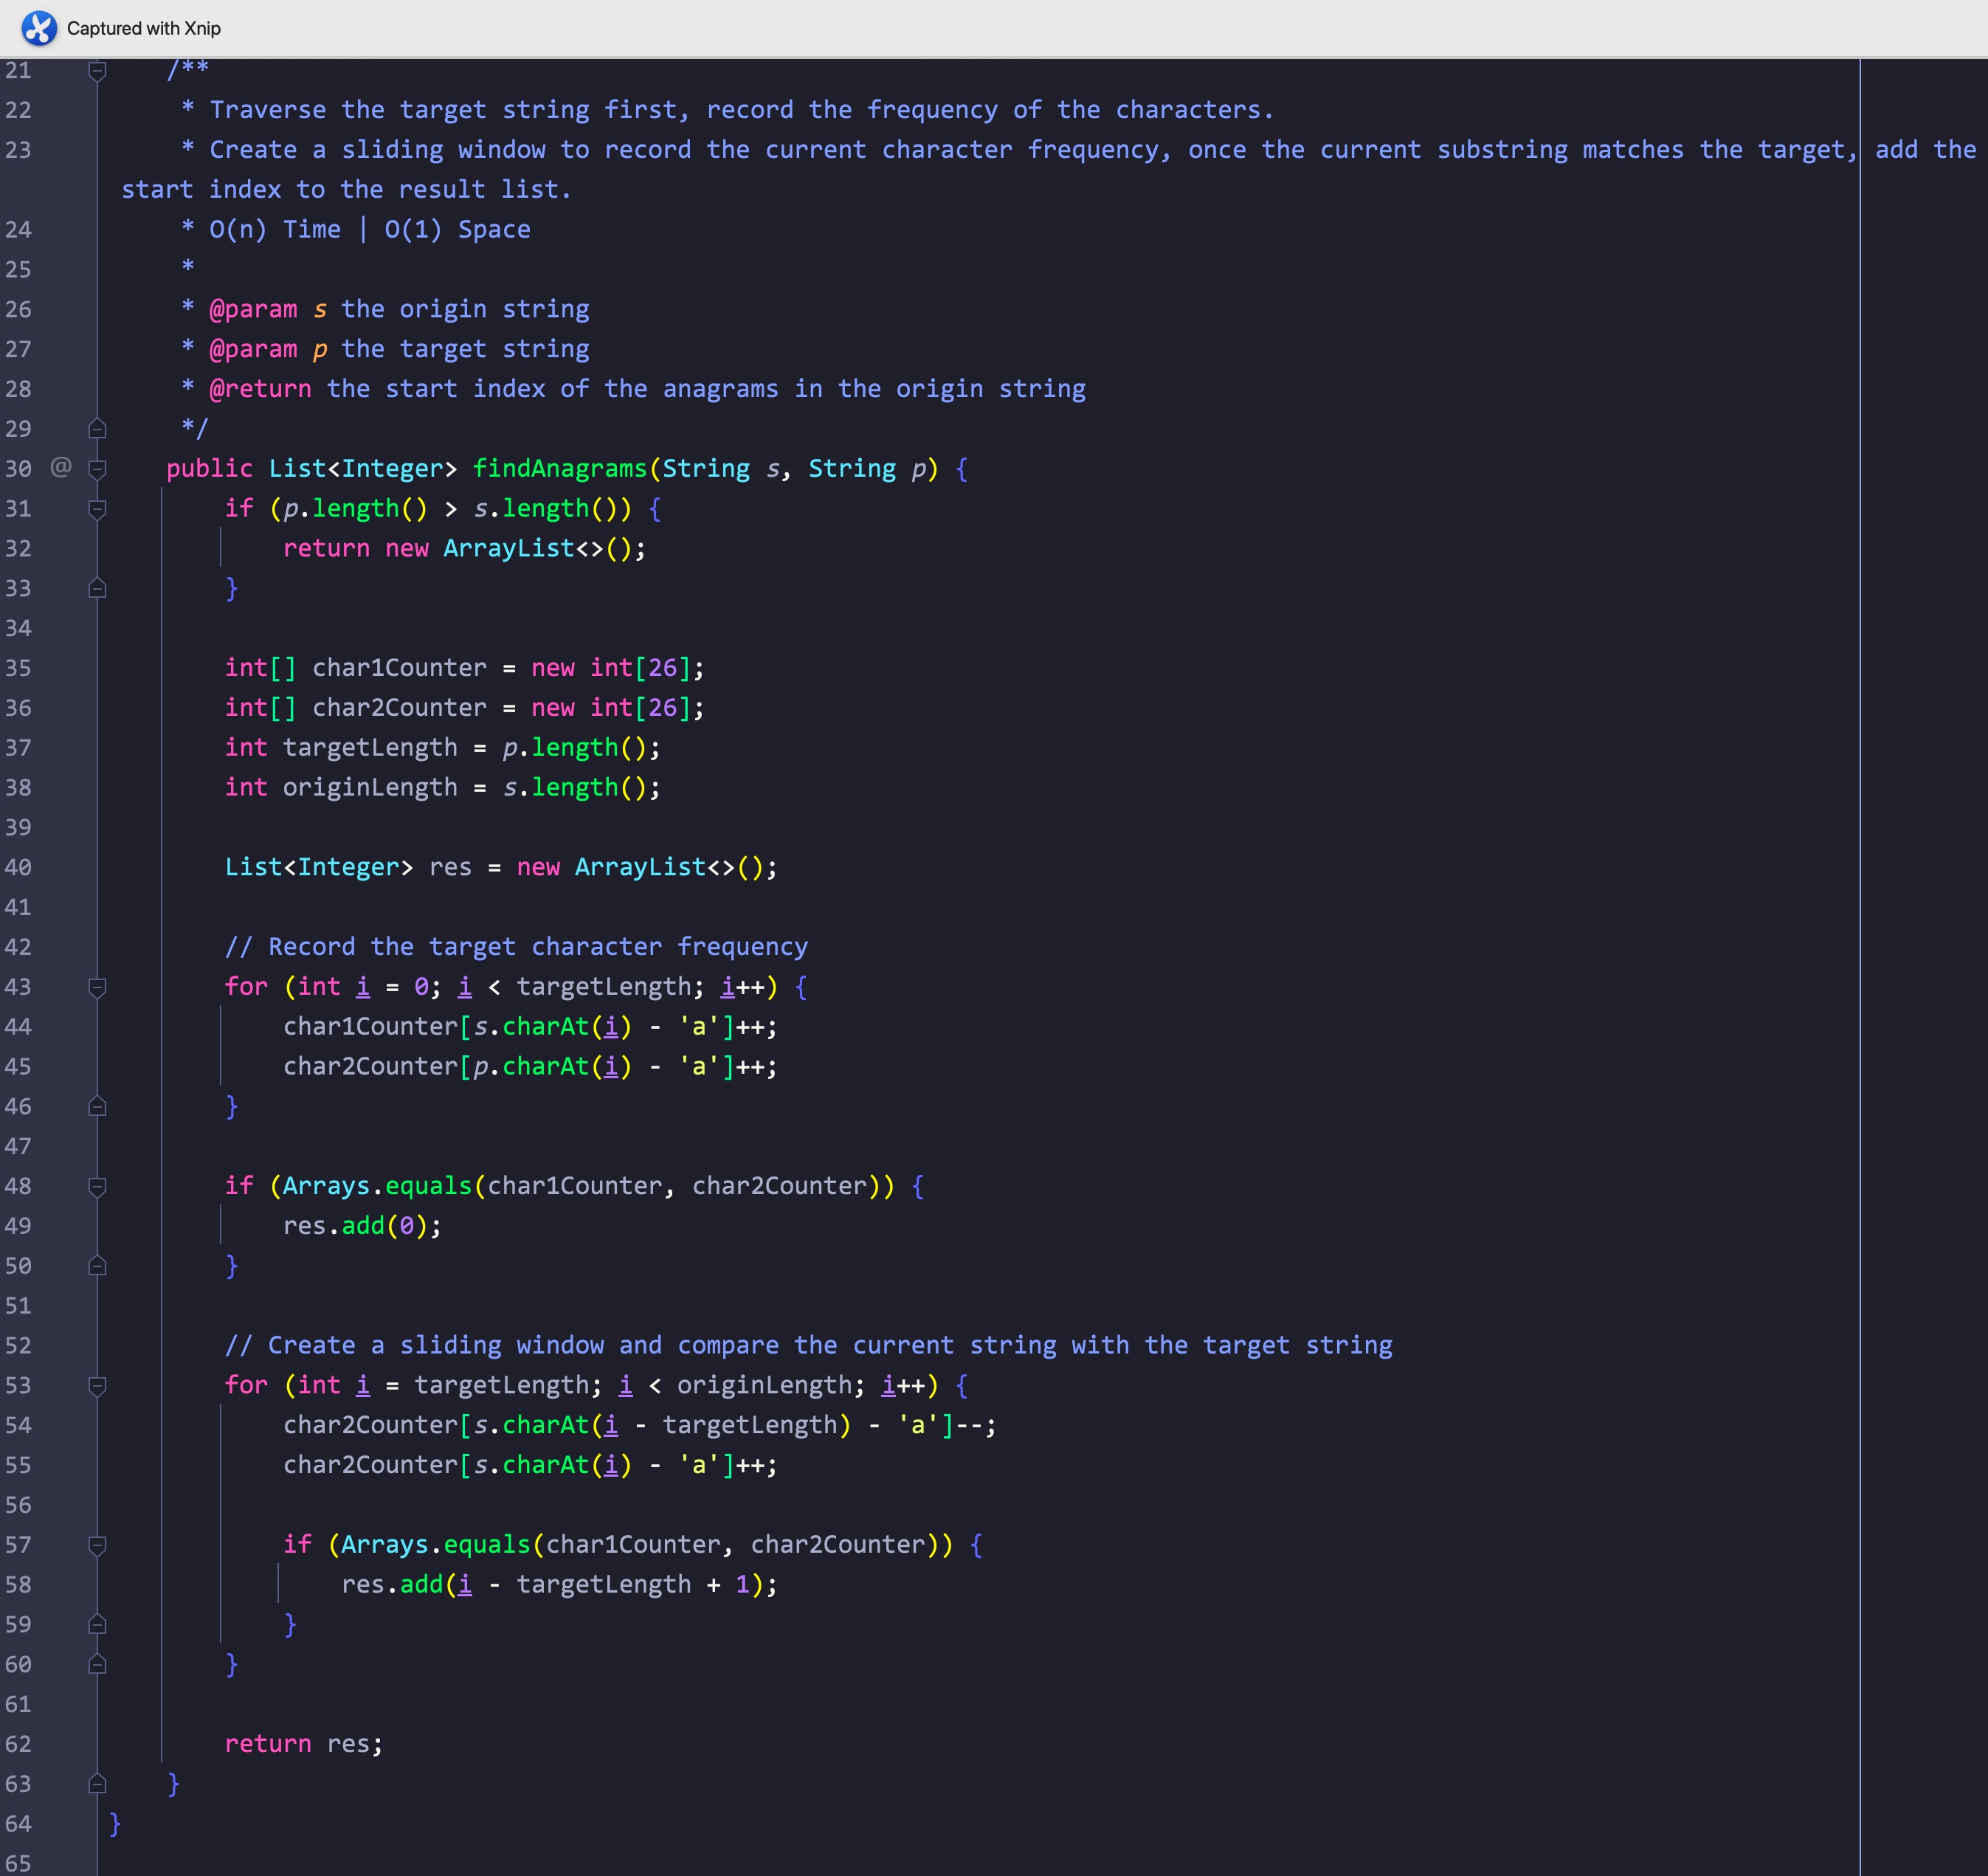 Captured with Xnip
21 /**
22 * Traverse the target string first, record the frequency of the characters.
23 * Create a sliding window to record the current character frequency, once the current substring matches the target, add the
start index to the result list.
24 * O(n) Time | O(1) Space
25 *
26 * @param s the origin string
27 * @param p the target string
28 * @return the start index of the anagrams in the origin string
29 */
30 @ public List<Integer> findAnagrams(String s, String p) {
31 if (p.length() > s.length()) {
32 return new ArrayList<>();
33 }
34
35 int[] char1Counter = new int[26];
36 int[] char2Counter = new int[26];
37 int targetLength = p.length();
38 int originLength = s.length();
39
40 List<Integer> res = new ArrayList<>();
41
42 // Record the target character frequency
43 for (int i = 0; i < targetLength; i++) {
44 char1Counter[s.charAt(i) - 'a']++;
45 char2Counter[p.charAt(i) - 'a']++;
46 }
47
48 if (Arrays.equals(char1Counter, char2Counter)) {
49 res.add(0);
50 }
51
52 // Create a sliding window and compare the current string with the target string
53 for (int i = targetLength; i < originLength; i++) {
54 char2Counter[s.charAt(i - targetLength) - 'a']--;
55 char2Counter[s.charAt(i) - 'a']++;
56
57 if (Arrays.equals(char1Counter, char2Counter)) {
58 res.add(i - targetLength + 1);
59 }
60 }
61
62 return res;
63 }
64 }
65